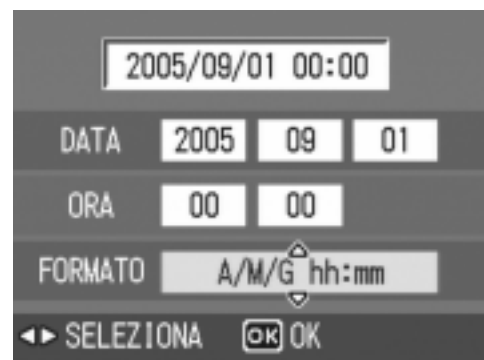 2005/09/01 00:00
DATA 2005 09 01
ORA 00 00
FORMATO A/M/G hh:mm
SELEZIONA OK OK